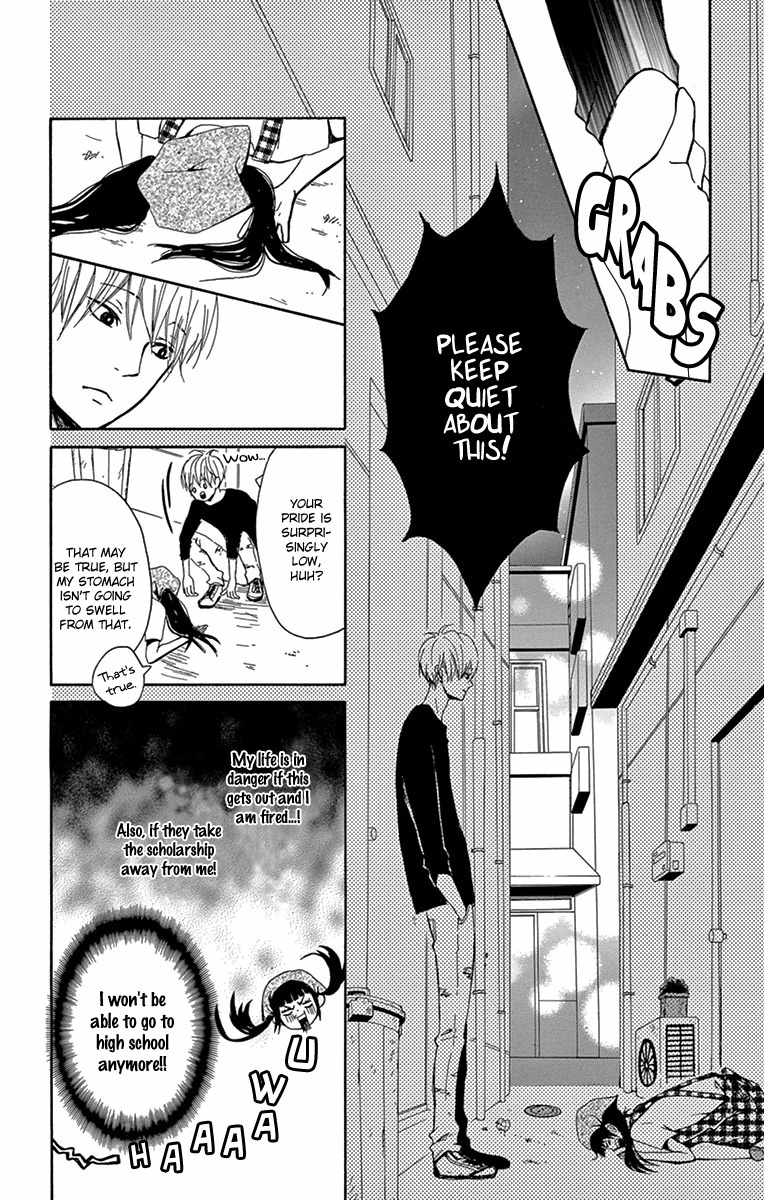 GRABS
PLEASE
KEEP
QUIET
ABOUT
THIS!
WOW...
YOUR
PRIDE IS
SURPRI-
SINGLY
LOW,
HUH?
THAT MAY
BE TRUE, BUT
MY STOMACH
ISN'T GOING
TO SWELL
FROM THAT.
That's
true.
My life is in
danger if this
gets out and I
am fired...!
Also, if they take
the scholarship
away from me!
I won't be
able to go to
high school
anymore!!
UWAAAAAH